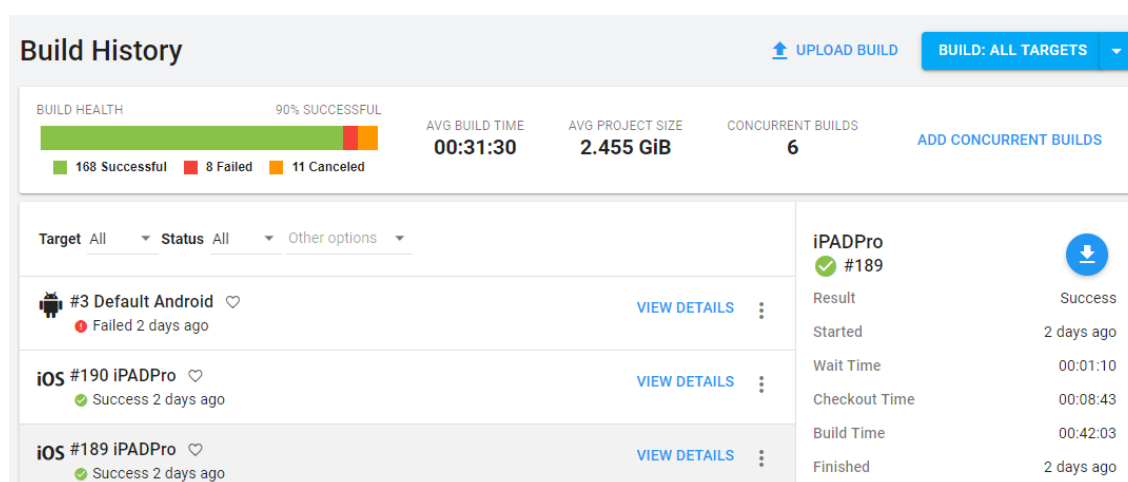 Build History
UPLOAD BUILD
BUILD: ALL TARGETS
BUILD HEALTH 90% SUCCESSFUL
168 Successful 8 Failed 11 Canceled
AVG BUILD TIME
00:31:30
AVG PROJECT SIZE
2.455 GiB
CONCURRENT BUILDS
6
ADD CONCURRENT BUILDS
Target All Status All Other options
#3 Default Android
Failed 2 days ago
VIEW DETAILS
iOS #190 iPADPro
Success 2 days ago
VIEW DETAILS
iOS #189 iPADPro
Success 2 days ago
VIEW DETAILS
iPADPro
#189
Result Success
Started 2 days ago
Wait Time 00:01:10
Checkout Time 00:08:43
Build Time 00:42:03
Finished 2 days ago